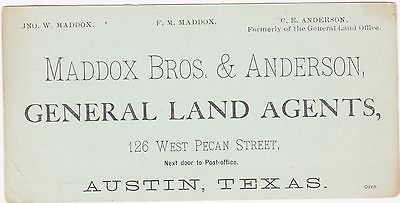 JNO. W. MADDOX. F. M. MADDOX. C. E. ANDERSON,
Formerly of the General Land Office.
MADDOX BROS. & ANDERSON,
GENERAL LAND AGENTS,
126 WEST PECAN STREET,
Next door to Post-office.
AUSTIN, TEXAS.
OVER